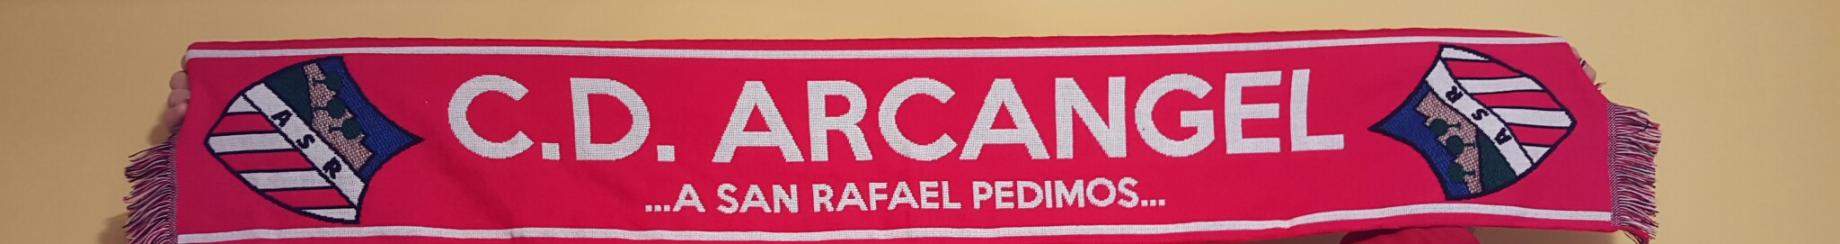 C.D. ARCANGEL
...A SAN RAFAEL PEDIMOS...
A S R
A S R